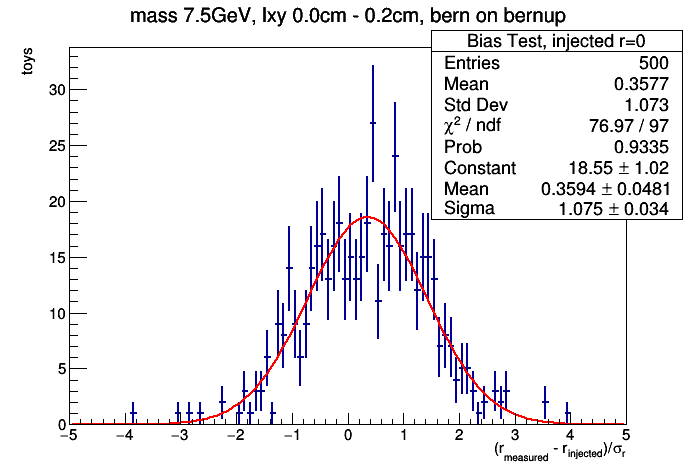 mass 7.5GeV, lxy 0.0cm - 0.2cm, bern on bernup
Bias Test, injected r=0
Entries 500
Mean 0.3577
Std Dev 1.073
χ² / ndf 76.97 / 97
Prob 0.9335
Constant 18.55 ± 1.02
Mean 0.3594 ± 0.0481
Sigma 1.075 ± 0.034
toys
30
25
20
15
10
5
0
−5 −4 −3 −2 −1 0 1 2 3 4 5
(r_measured - r_injected)/σ_r